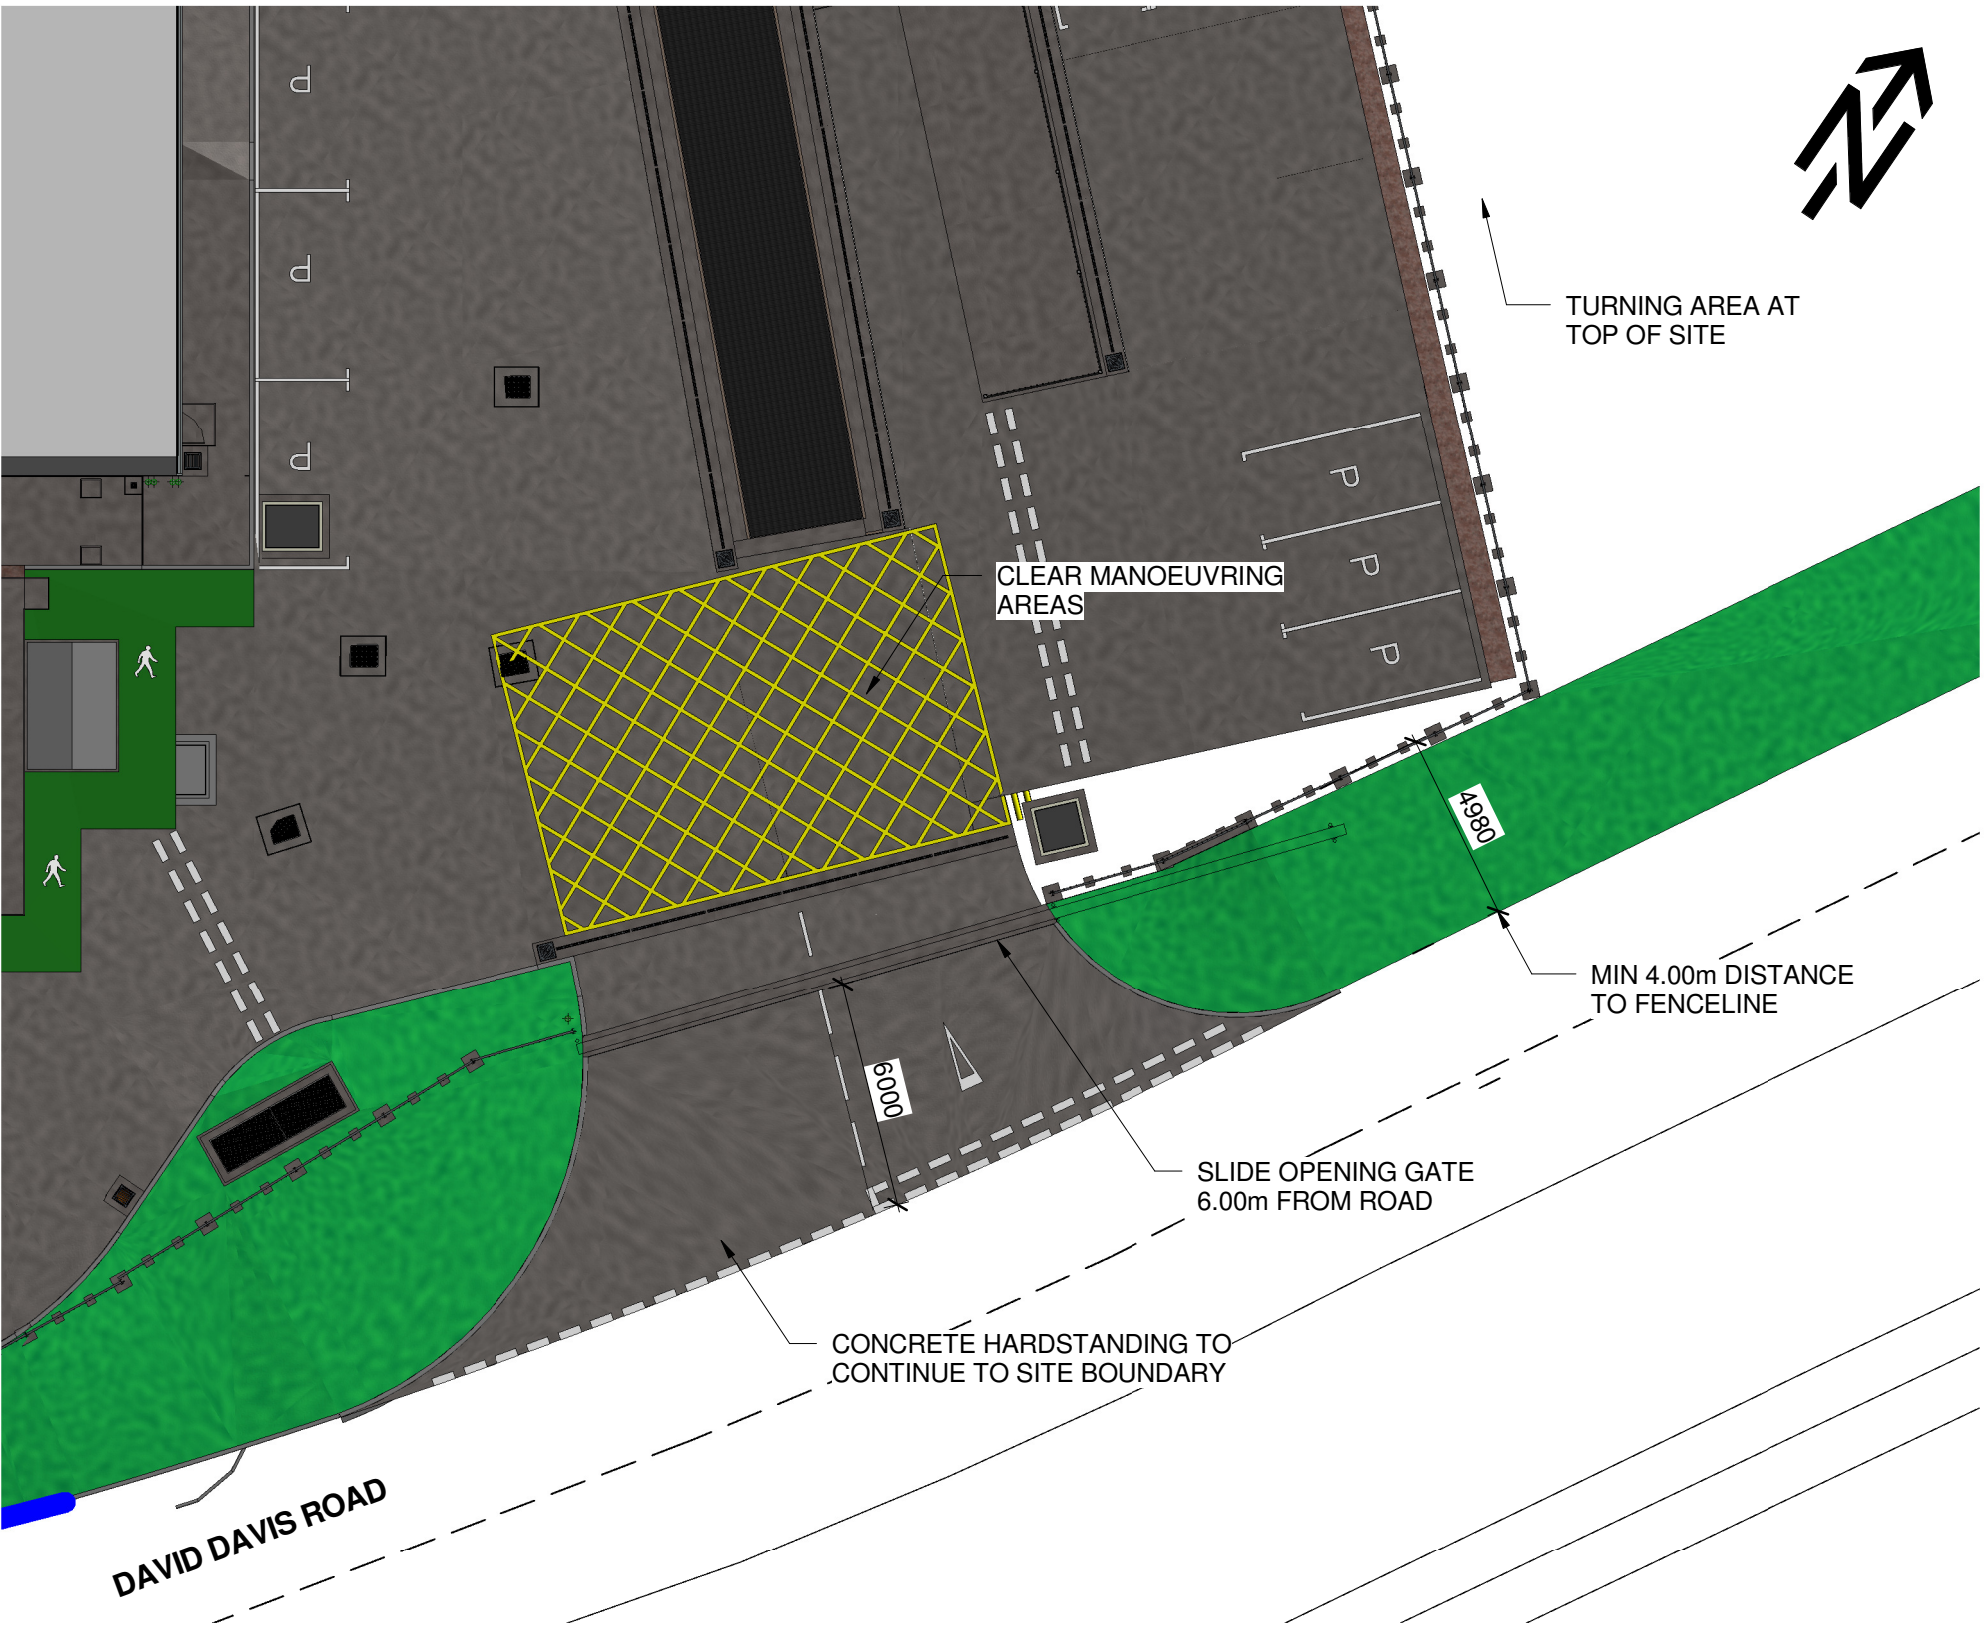 N
P
P
P
TURNING AREA AT
TOP OF SITE
P
P
P
CLEAR MANOEUVRING
AREAS
4980
MIN 4.00m DISTANCE
TO FENCELINE
6000
SLIDE OPENING GATE
6.00m FROM ROAD
CONCRETE HARDSTANDING TO
CONTINUE TO SITE BOUNDARY
DAVID DAVIS ROAD